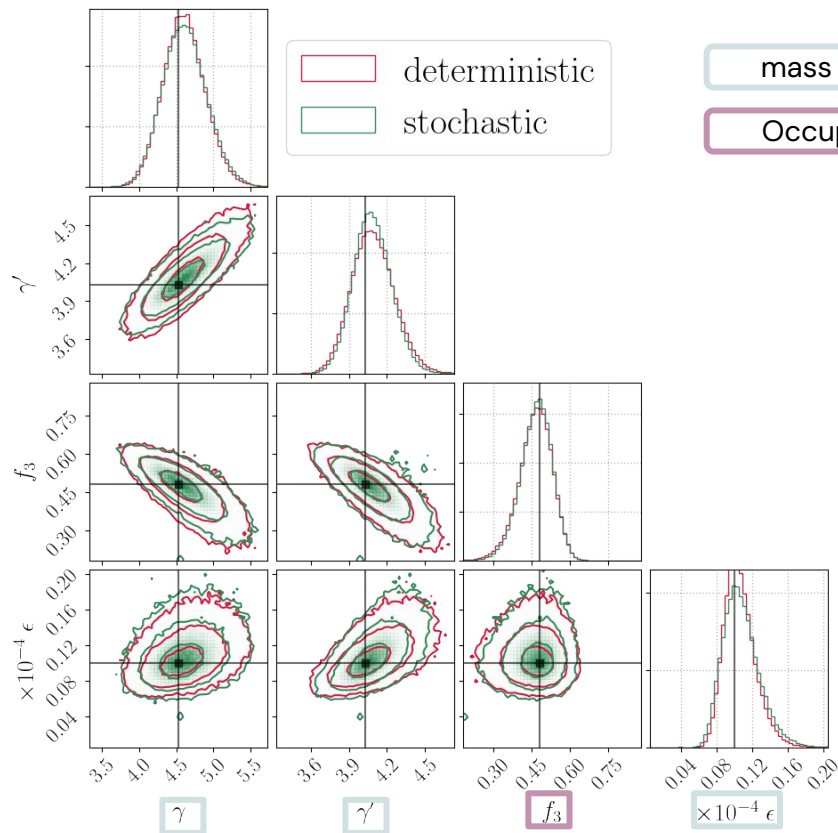 deterministic
stochastic
mass
Occup
γ′
4.5
4.2
3.9
3.6
f₃
0.75
0.60
0.45
0.30
×10⁻⁴ ϵ
0.20
0.16
0.12
0.08
0.04
3.5 4.0 4.5 5.0 5.5
3.6 3.9 4.2 4.5
0.30 0.45 0.60 0.75
0.04 0.08 0.12 0.16 0.20
γ γ′ f₃ ×10⁻⁴ ϵ